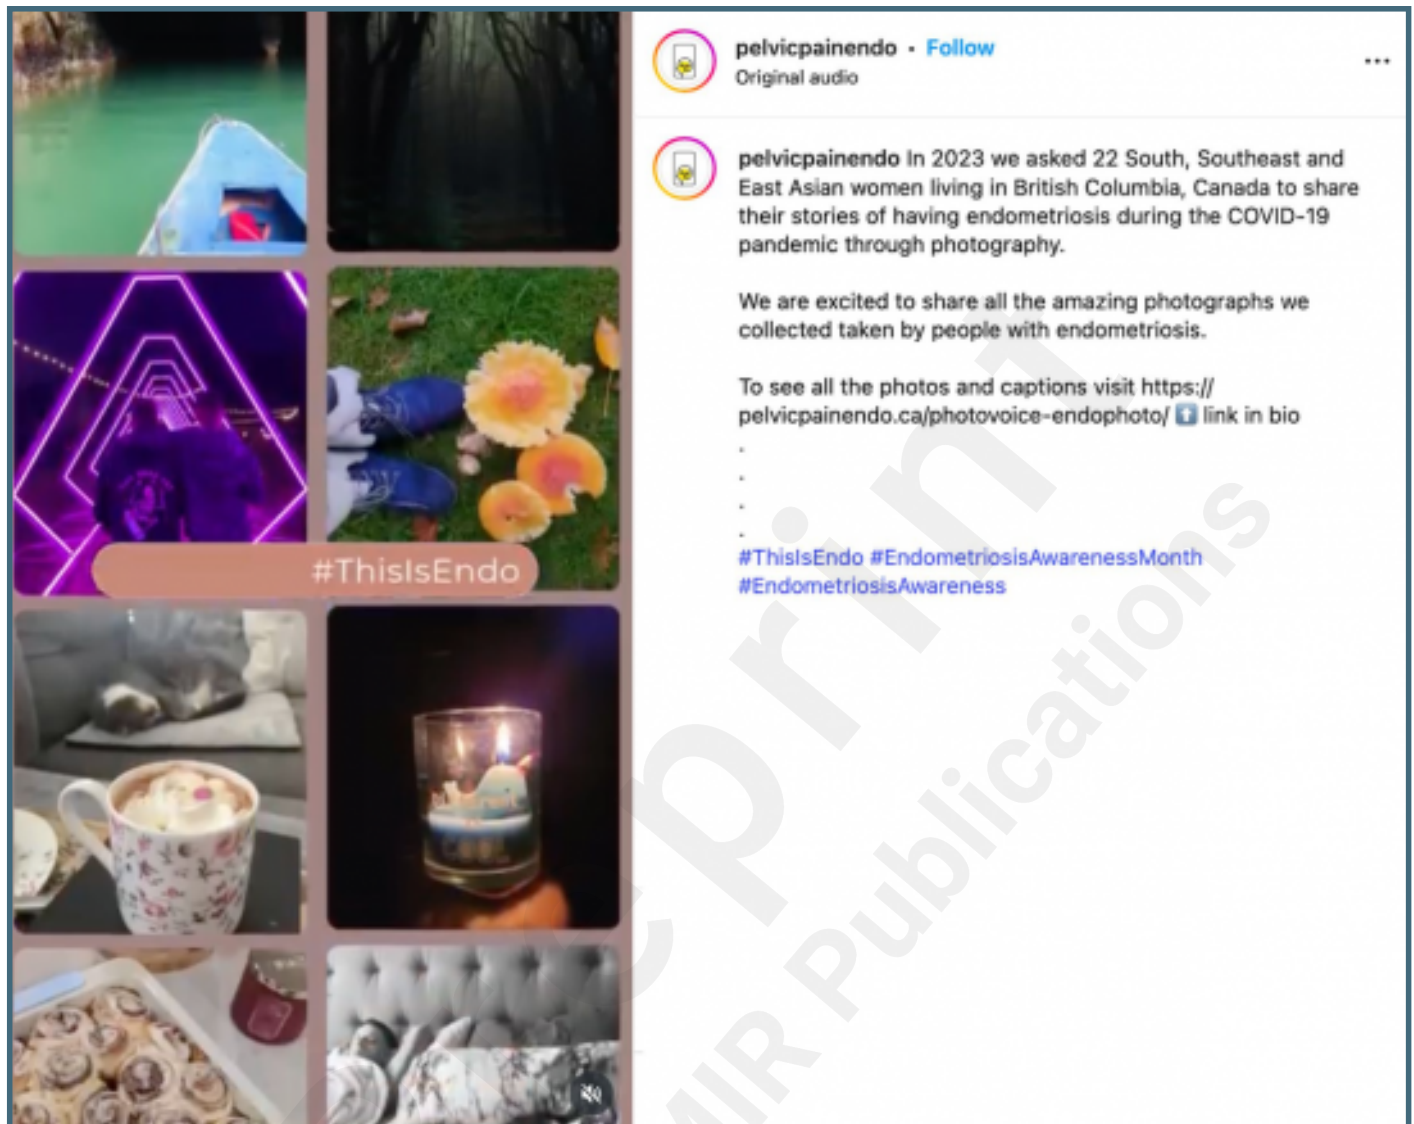 pelvicpainendo • Follow
Original audio
pelvicpainendo In 2023 we asked 22 South, Southeast and
East Asian women living in British Columbia, Canada to share
their stories of having endometriosis during the COVID-19
pandemic through photography.
We are excited to share all the amazing photographs we
collected taken by people with endometriosis.
To see all the photos and captions visit https://
pelvicpainendo.ca/photovoice-endophoto/ ⬆️ link in bio
.
.
.
.
#ThisIsEndo #EndometriosisAwarenessMonth
#EndometriosisAwareness
#ThisIsEndo
print
MIR Publications